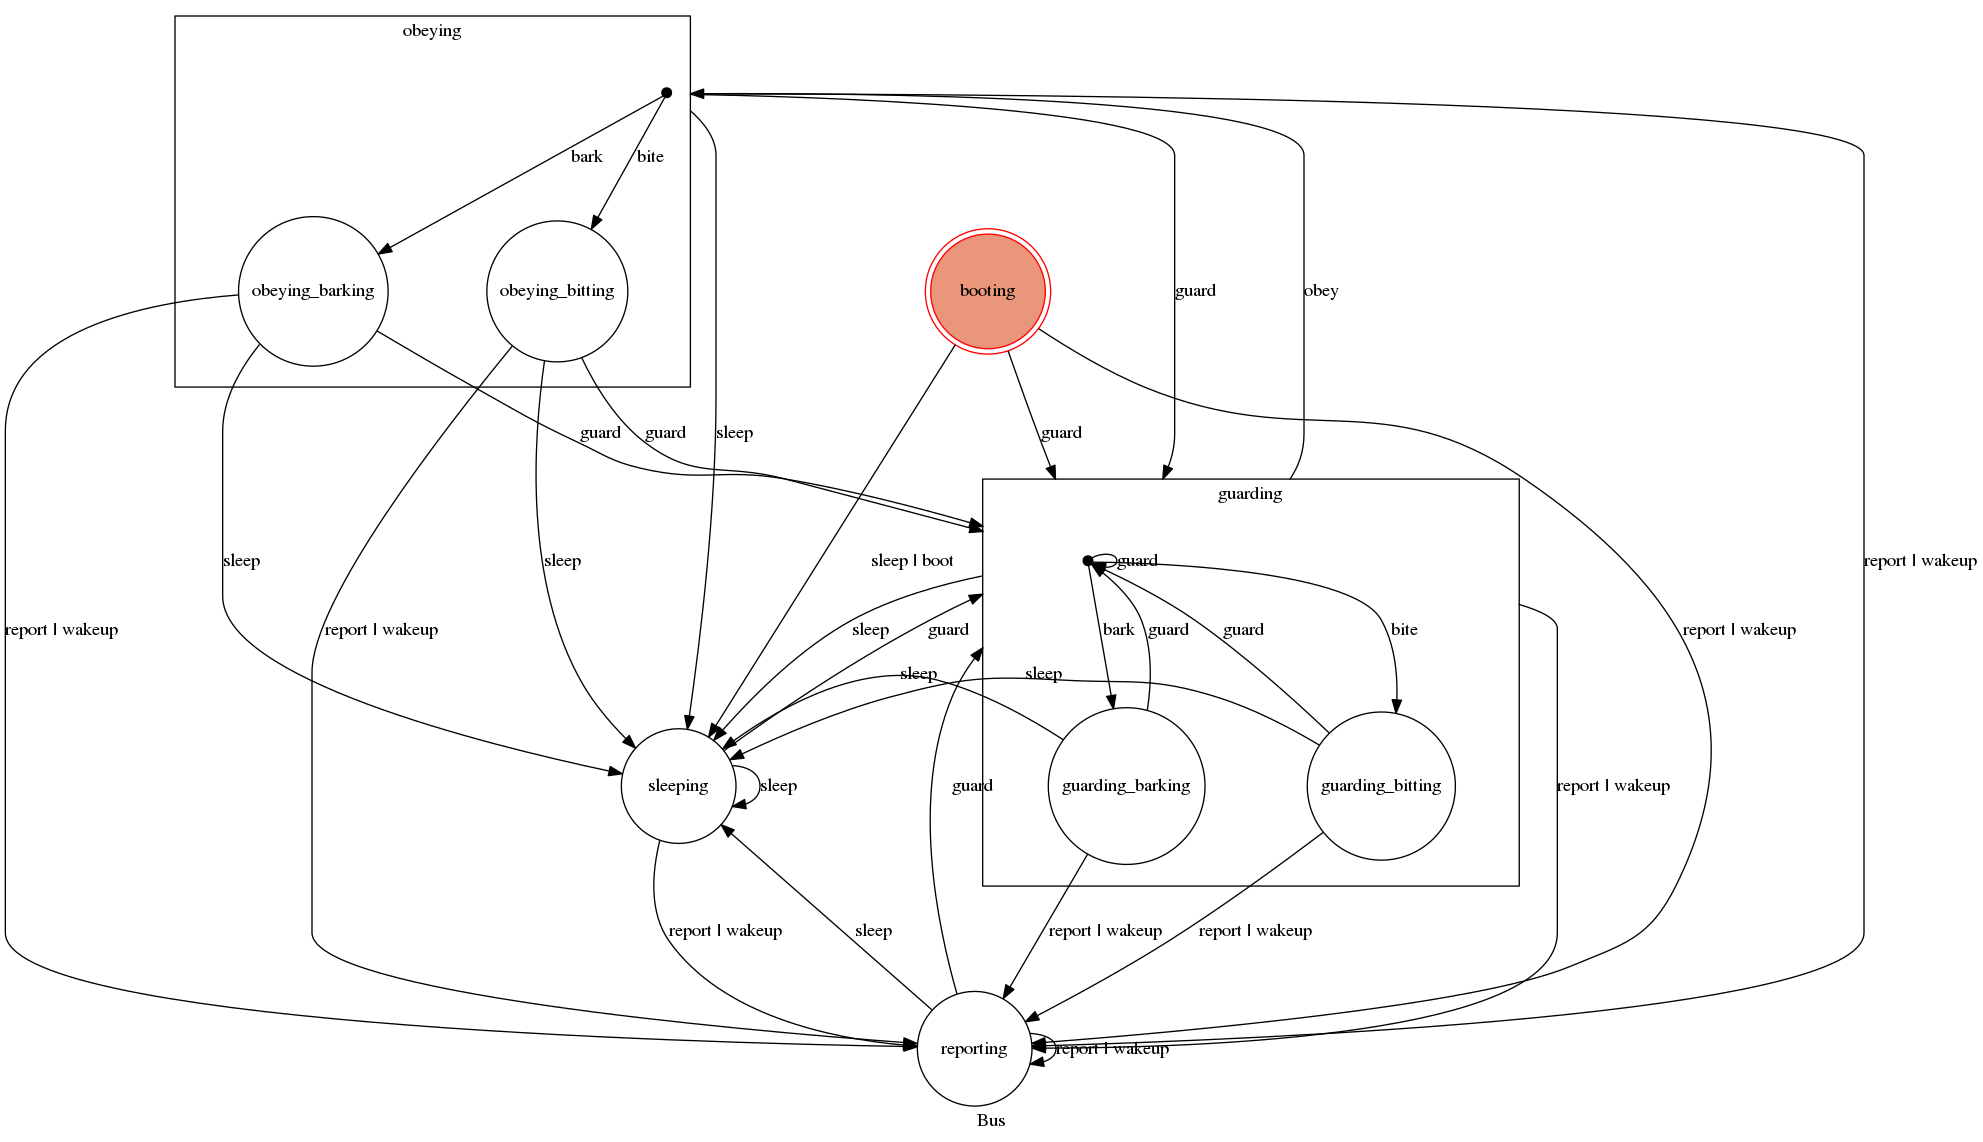 obeying
bark
bite
obeying_barking
obeying_bitting
booting
guard
obey
guard
guard
sleep
guard
guarding
sleep
sleep
sleep | boot
guard
report | wakeup
report | wakeup
report | wakeup
sleep
guard
bark
guard
guard
bite
report | wakeup
sleep
sleep
sleeping
sleep
guard
guarding_barking
guarding_bitting
report | wakeup
report | wakeup
sleep
report | wakeup
report | wakeup
reporting
report | wakeup
Bus